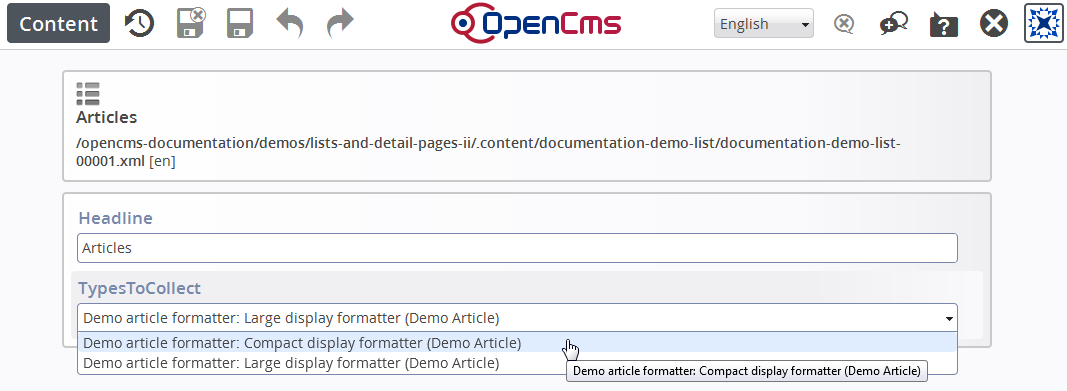 Content
OpenCms
English
Articles
/opencms-documentation/demos/lists-and-detail-pages-ii/.content/documentation-demo-list/documentation-demo-list-
00001.xml [en]
Headline
Articles
TypesToCollect
Demo article formatter: Large display formatter (Demo Article)
Demo article formatter: Compact display formatter (Demo Article)
Demo article formatter: Large display formatter (Demo Article)
Demo article formatter: Compact display formatter (Demo Article)